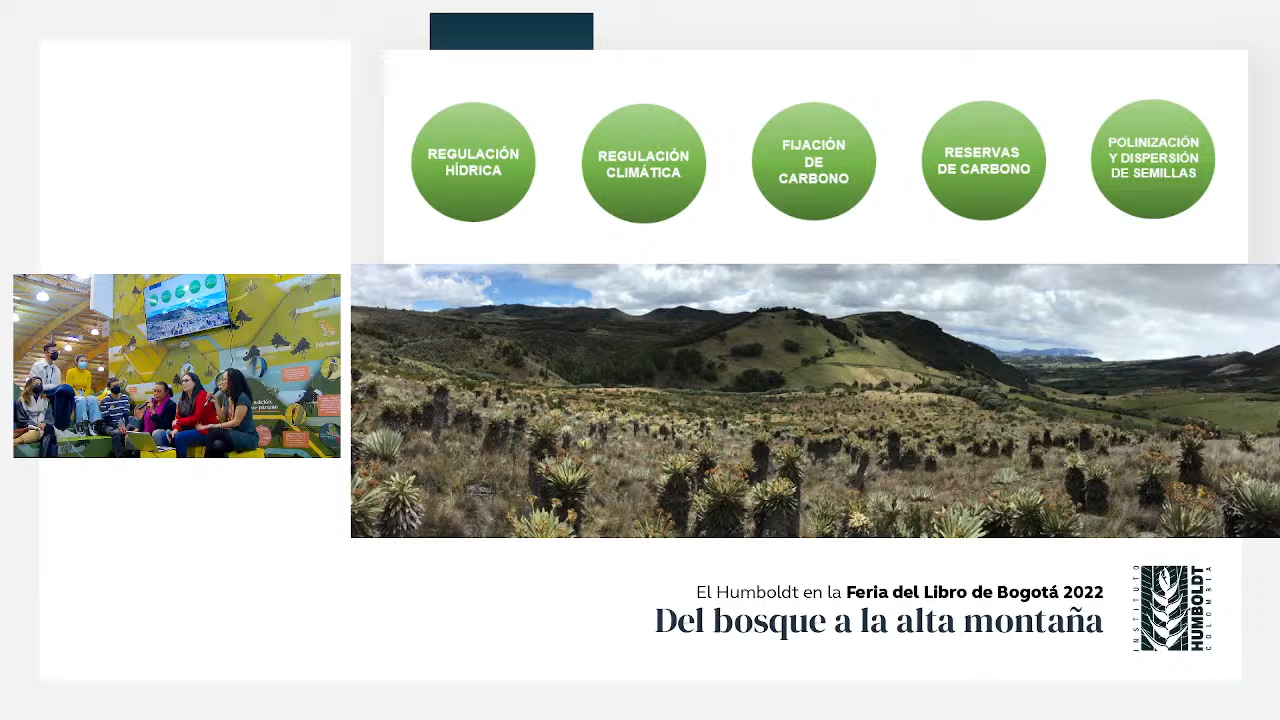 REGULACIÓN
HÍDRICA
REGULACIÓN
CLIMÁTICA
FIJACIÓN
DE
CARBONO
RESERVAS
DE CARBONO
POLINIZACIÓN
Y DISPERSIÓN
DE SEMILLAS
El Humboldt en la Feria del Libro de Bogotá 2022
Del bosque a la alta montaña
INSTITUTO
HUMBOLDT
COLOMBIA